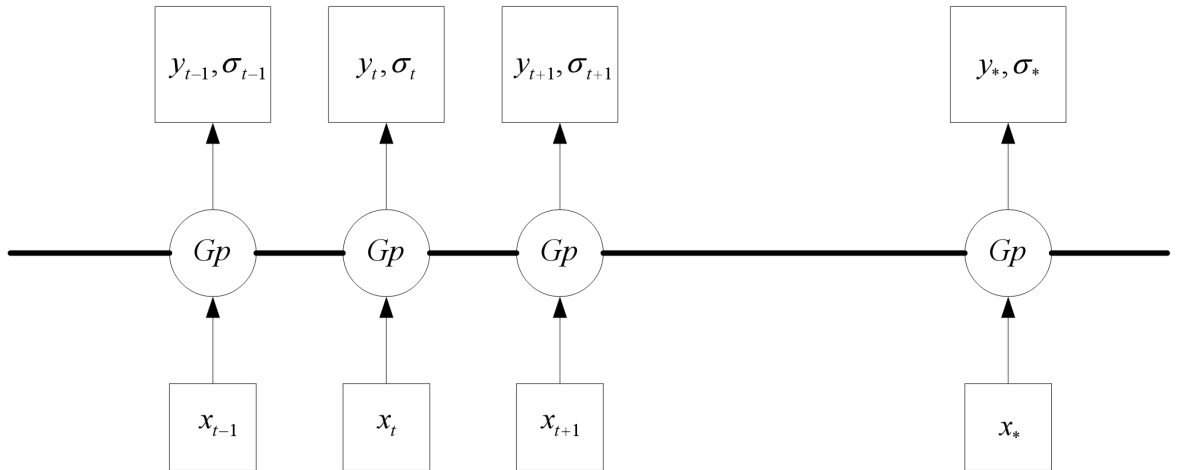 y_{t−1}, σ_{t−1} y_t, σ_t y_{t+1}, σ_{t+1} y_*, σ_*
Gp Gp Gp Gp
x_{t−1} x_t x_{t+1} x_*